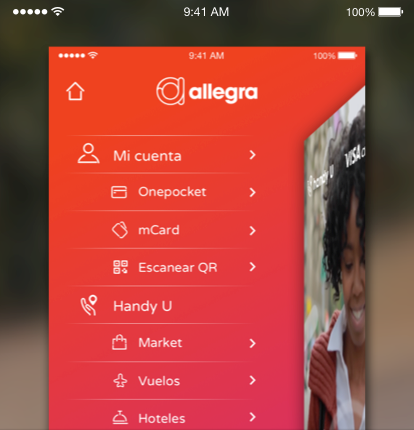 9:41 AM
100%
9:41 AM
100%
allegra
Mi cuenta
Onepocket
mCard
Escanear QR
Handy U
Market
Vuelos
Hoteles
handy U
VISA